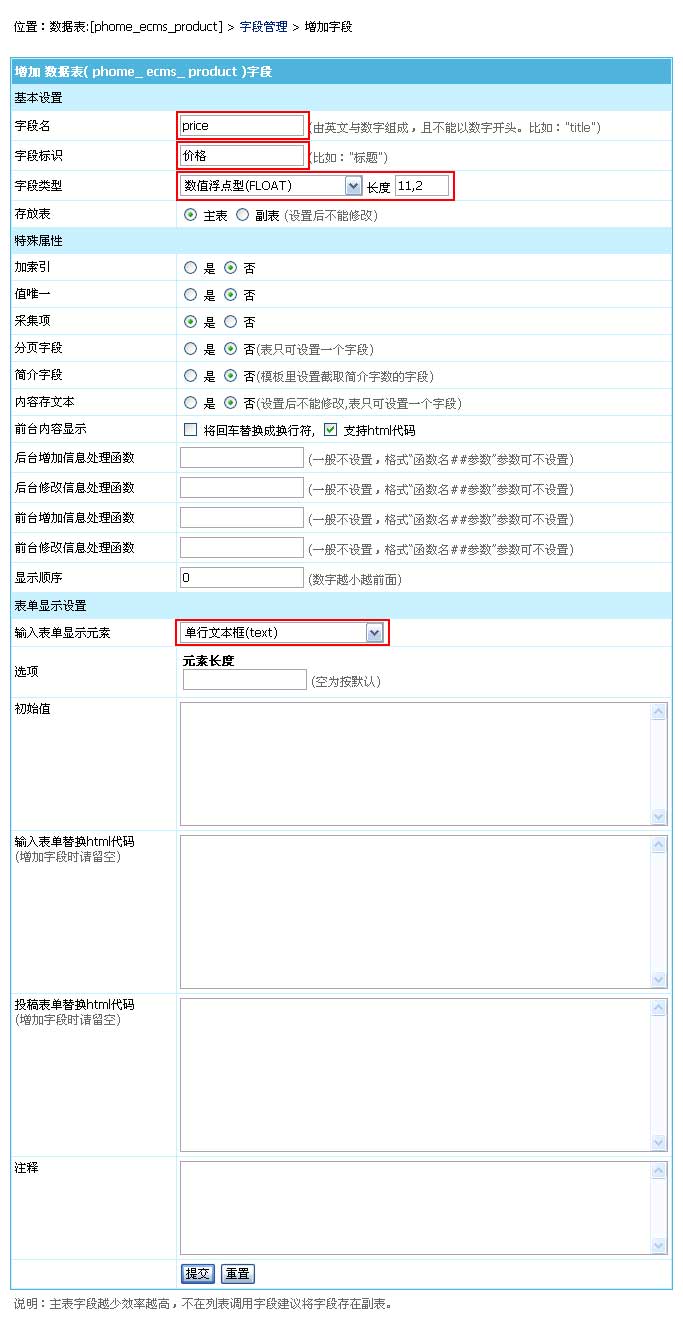 位置：数据表:[phome_ecms_product] > 字段管理 > 增加字段
增加 数据表( phome_ ecms_ product )字段
基本设置
字段名 price (由英文与数字组成，且不能以数字开头。比如："title")
字段标识 价格 (比如："标题")
字段类型 数值浮点型(FLOAT) 长度 11,2
存放表 主表 副表 (设置后不能修改)
特殊属性
加索引 是 否
值唯一 是 否
采集项 是 否
分页字段 是 否(表只可设置一个字段)
简介字段 是 否(模板里设置截取简介字数的字段)
内容存文本 是 否(设置后不能修改,表只可设置一个字段)
前台内容显示 将回车替换成换行符, 支持html代码
后台增加信息处理函数 (一般不设置，格式"函数名##参数"参数可不设置)
后台修改信息处理函数 (一般不设置，格式"函数名##参数"参数可不设置)
前台增加信息处理函数 (一般不设置，格式"函数名##参数"参数可不设置)
前台修改信息处理函数 (一般不设置，格式"函数名##参数"参数可不设置)
显示顺序 0 (数字越小越前面)
表单显示设置
输入表单显示元素 单行文本框(text)
选项 元素长度
(空为按默认)
初始值
输入表单替换html代码
(增加字段时请留空)
投稿表单替换html代码
(增加字段时请留空)
注释
提交 重置
说明：主表字段越少效率越高，不在列表调用字段建议将字段存在副表。